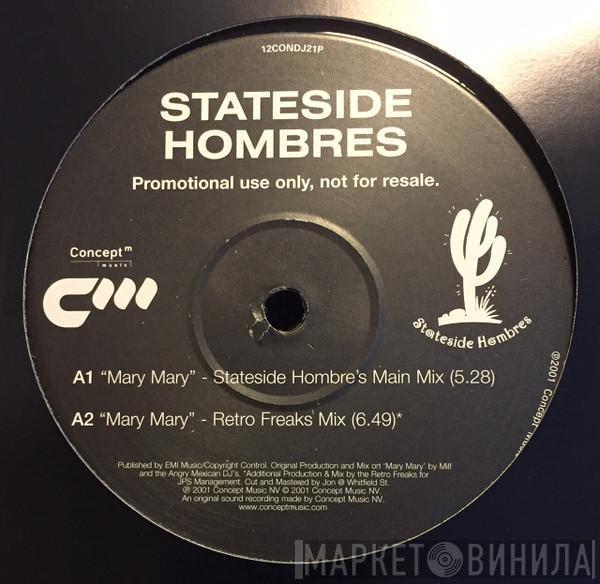 12CONDJ21P
STATESIDE
HOMBRES
Promotional use only, not for resale.
Concept m
music
Stateside Hombres
A1 “Mary Mary” - Stateside Hombre's Main Mix (5.28)
A2 “Mary Mary” - Retro Freaks Mix (6.49)*
@2001 Concept
Published by EMI Music/Copyright Control. Original Production and Mix on 'Mary Mary' by Milf
and the Angry Mexican DJ's. *Additional Production & Mix by the Retro Freaks for
JPS Management. Cut and Mastered by Jon @ Whitfield St.
℗ 2001 Concept Music NV © 2001 Concept Music NV.
An original sound recording made by Concept Music NV.
www.conceptmusic.com
МАРКЕТ ВИНИЛА